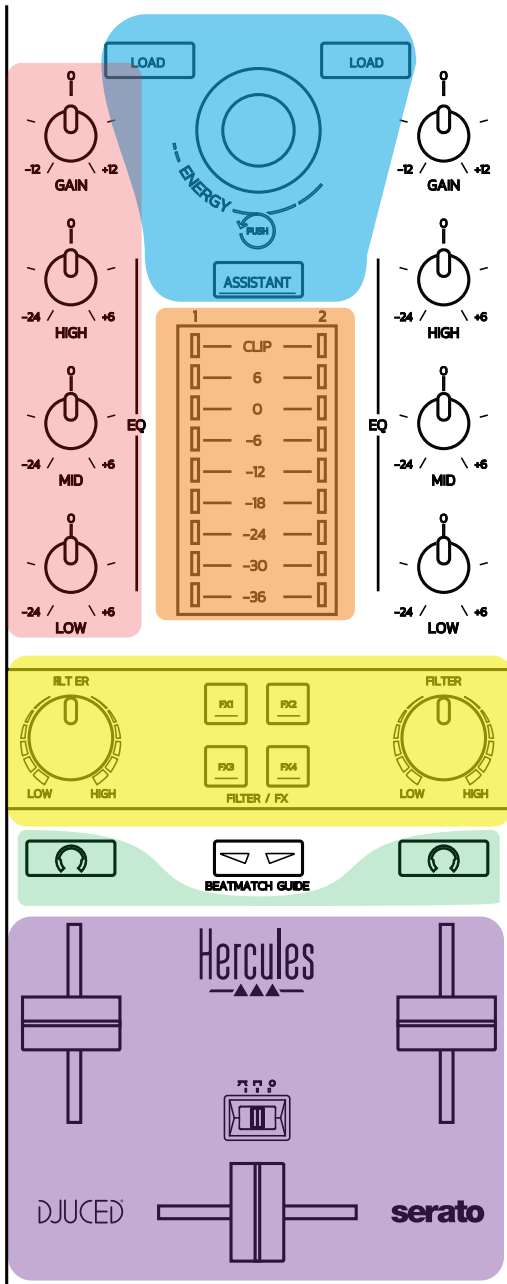 LOAD LOAD
0 0
-12 +12 -12 +12
GAIN GAIN
ENERGY
PUSH
0 0
-24 +6 -24 +6
HIGH HIGH
ASSISTANT
1 2
CLIP
6
0
-6
-12
-18
-24
-30
-36
0 0
EQ EQ
-24 +6 -24 +6
MID MID
0 0
-24 +6 -24 +6
LOW LOW
FILTER FILTER
FX1 FX2
FX3 FX4
LOW HIGH LOW HIGH
FILTER / FX
BEATMATCH GUIDE
Hercules
DJUCED serato